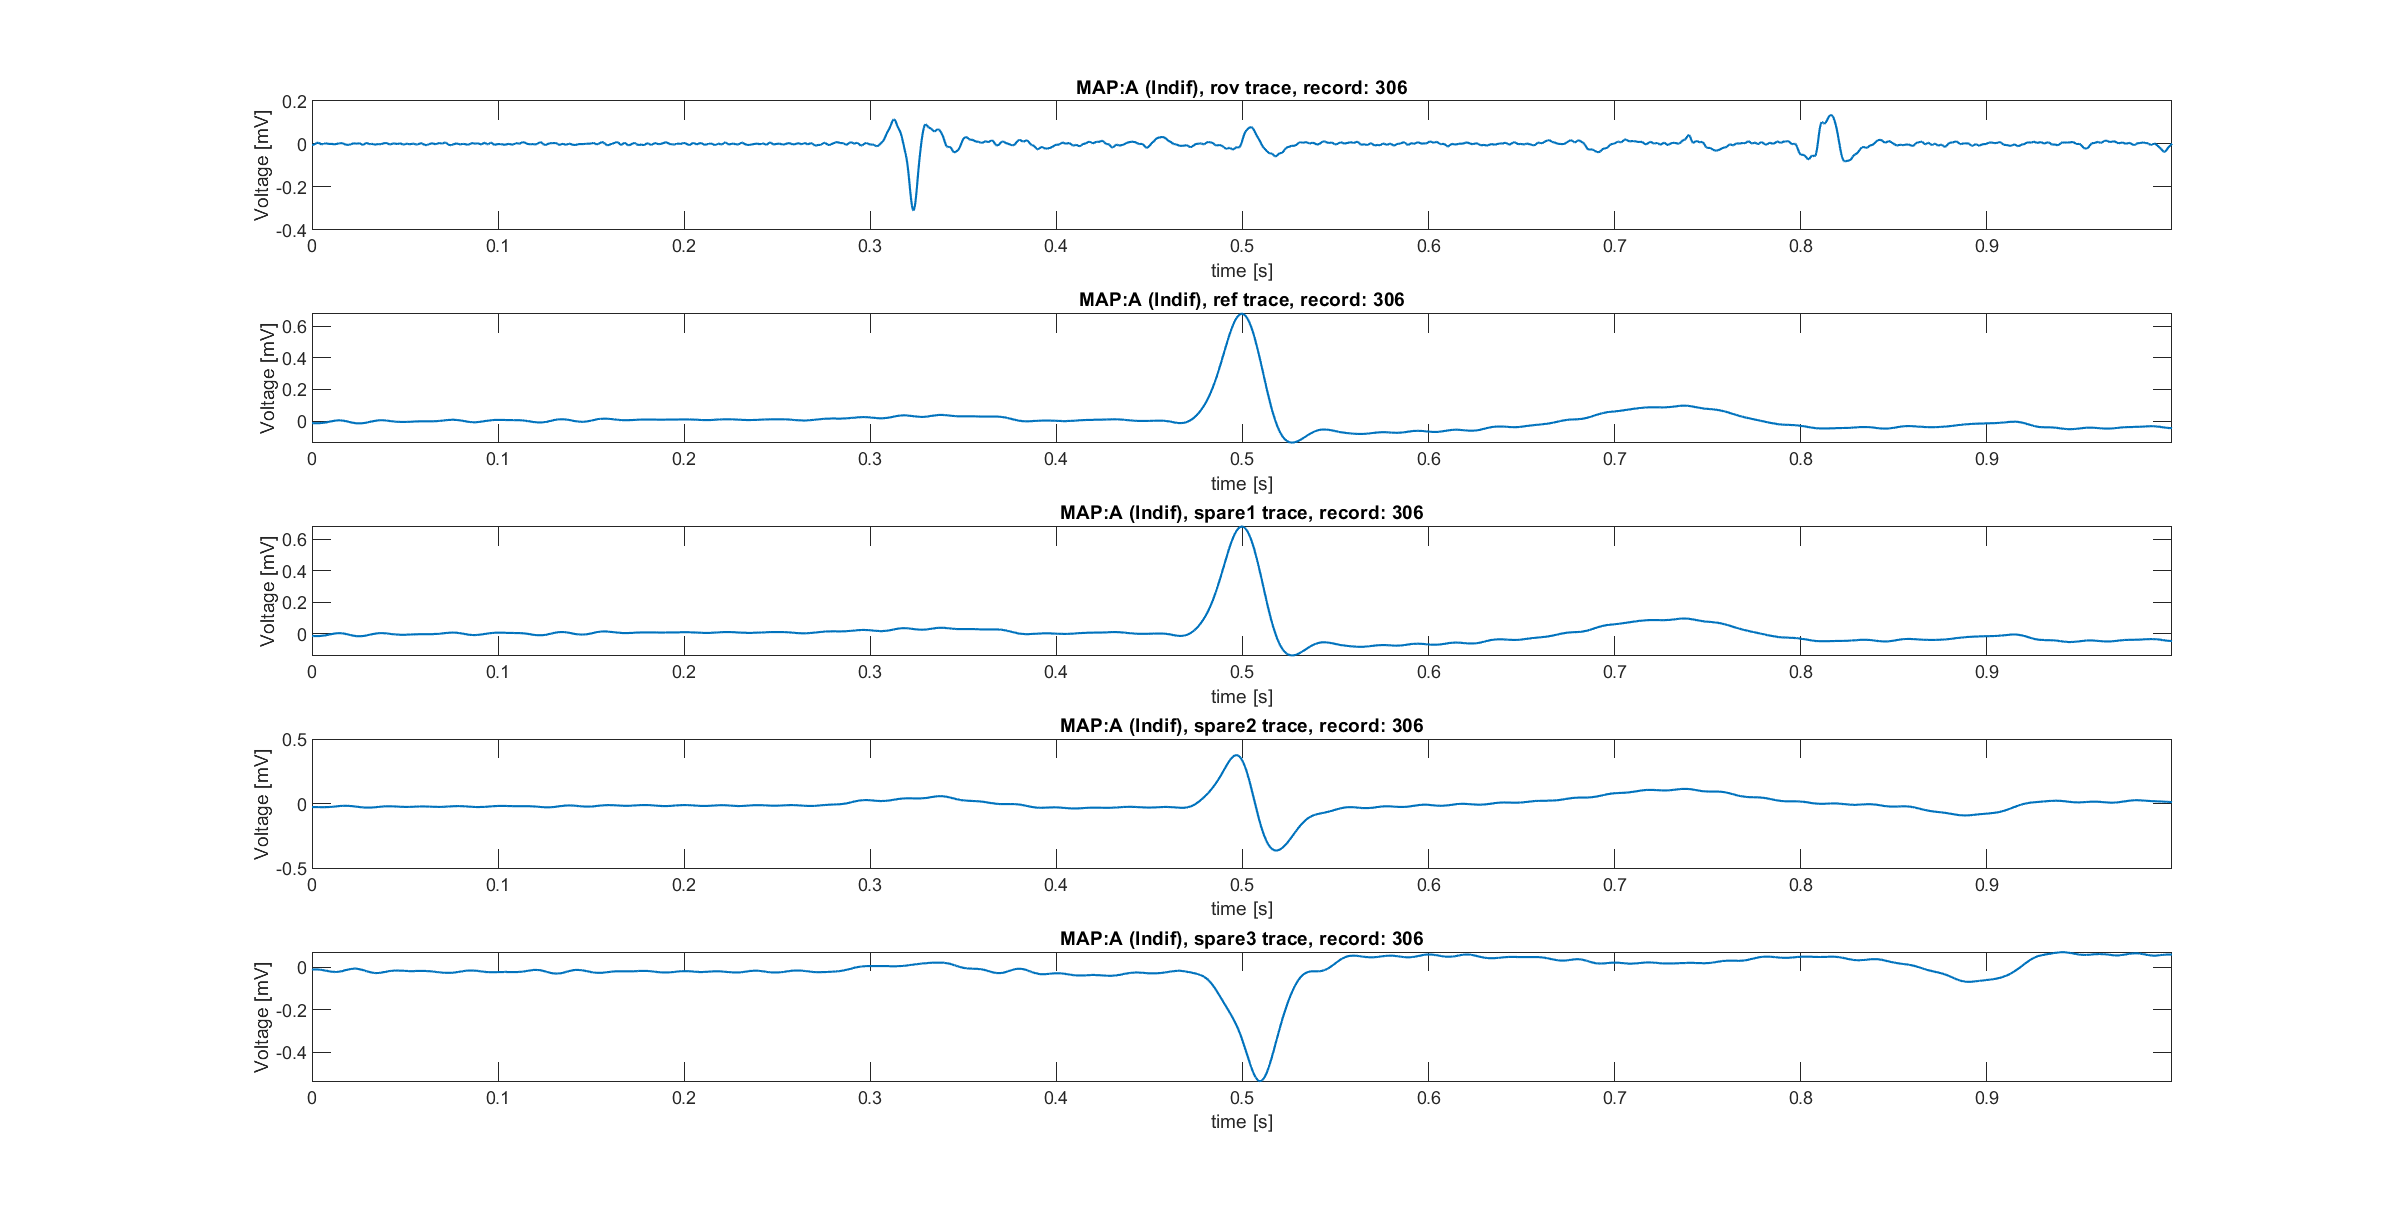 MAP:A (Indif), rov trace, record: 306
Voltage [mV]
0.2
0
-0.2
-0.4
0 0.1 0.2 0.3 0.4 0.5 0.6 0.7 0.8 0.9
time [s]
MAP:A (Indif), ref trace, record: 306
Voltage [mV]
0.6
0.4
0.2
0
0 0.1 0.2 0.3 0.4 0.5 0.6 0.7 0.8 0.9
time [s]
MAP:A (Indif), spare1 trace, record: 306
Voltage [mV]
0.6
0.4
0.2
0
0 0.1 0.2 0.3 0.4 0.5 0.6 0.7 0.8 0.9
time [s]
MAP:A (Indif), spare2 trace, record: 306
Voltage [mV]
0.5
0
-0.5
0 0.1 0.2 0.3 0.4 0.5 0.6 0.7 0.8 0.9
time [s]
MAP:A (Indif), spare3 trace, record: 306
Voltage [mV]
0
-0.2
-0.4
0 0.1 0.2 0.3 0.4 0.5 0.6 0.7 0.8 0.9
time [s]